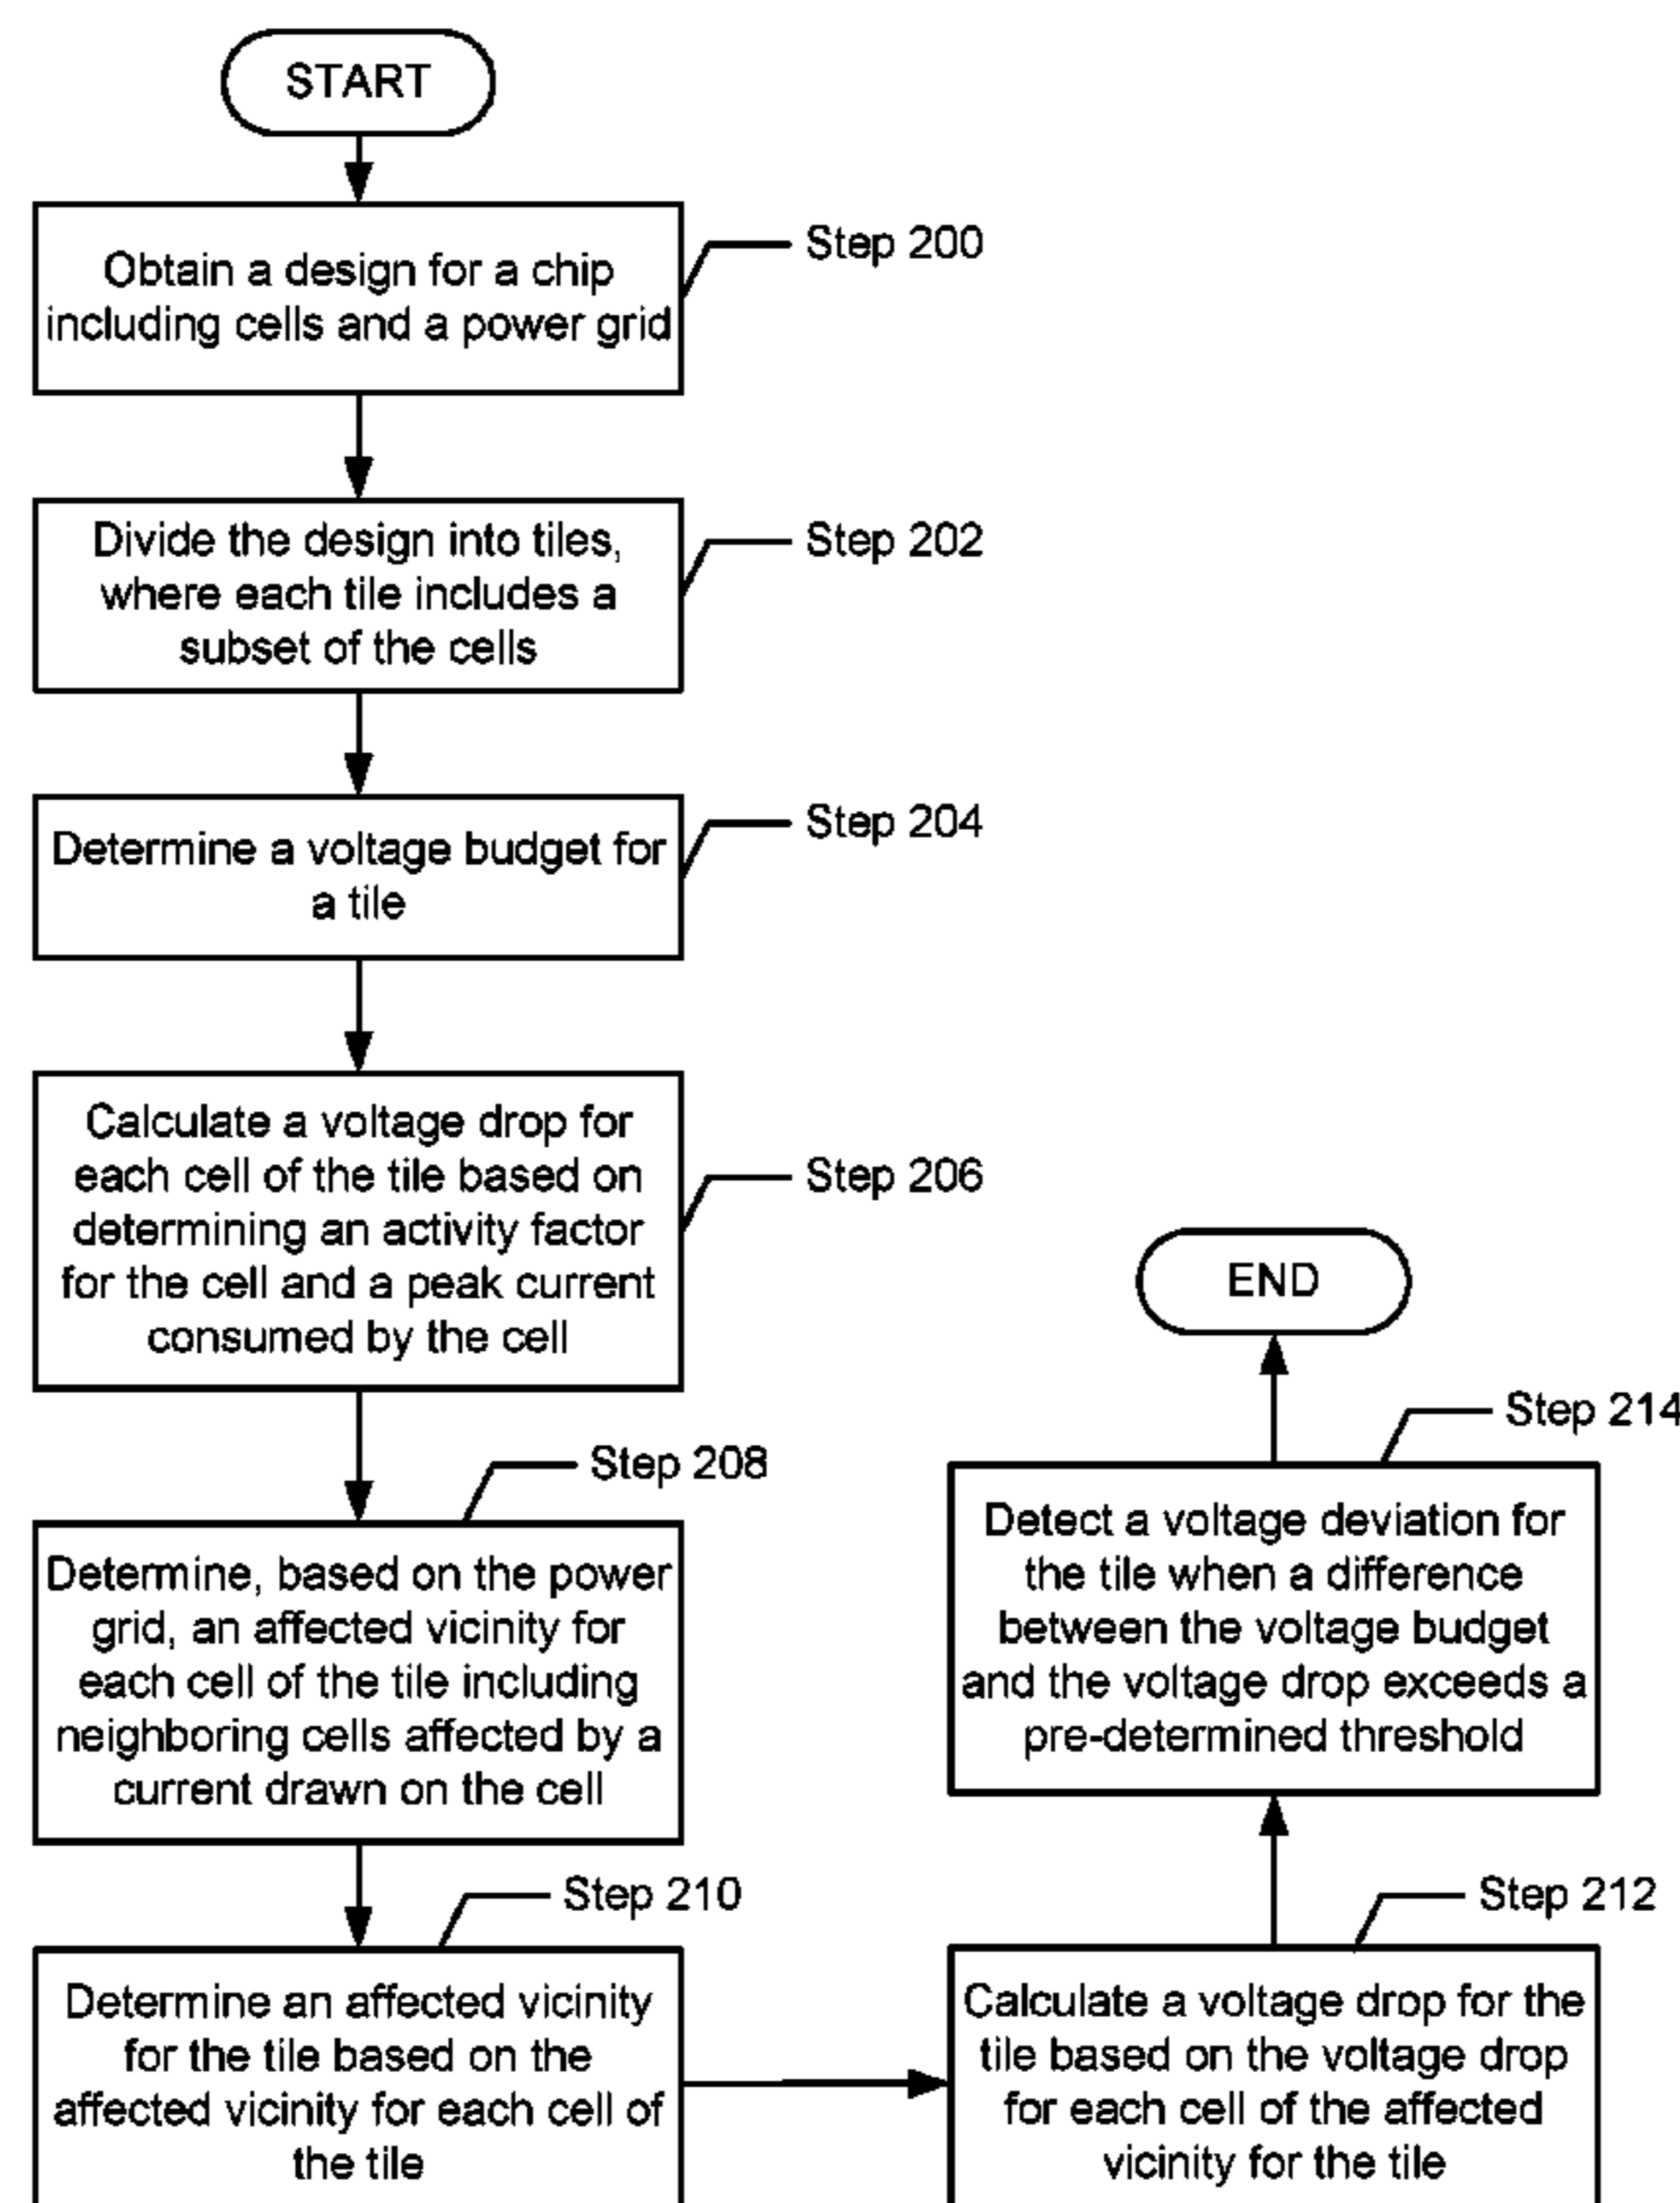 START
Obtain a design for a chip
including cells and a power grid
Step 200
Divide the design into tiles,
where each tile includes a
subset of the cells
Step 202
Determine a voltage budget for
a tile
Step 204
Calculate a voltage drop for
each cell of the tile based on
determining an activity factor
for the cell and a peak current
consumed by the cell
Step 206
Step 208
Determine, based on the power
grid, an affected vicinity for
each cell of the tile including
neighboring cells affected by a
current drawn on the cell
Step 210
Determine an affected vicinity
for the tile based on the
affected vicinity for each cell of
the tile
Step 212
Calculate a voltage drop for the
tile based on the voltage drop
for each cell of the affected
vicinity for the tile
Step 214
Detect a voltage deviation for
the tile when a difference
between the voltage budget
and the voltage drop exceeds a
pre-determined threshold
END